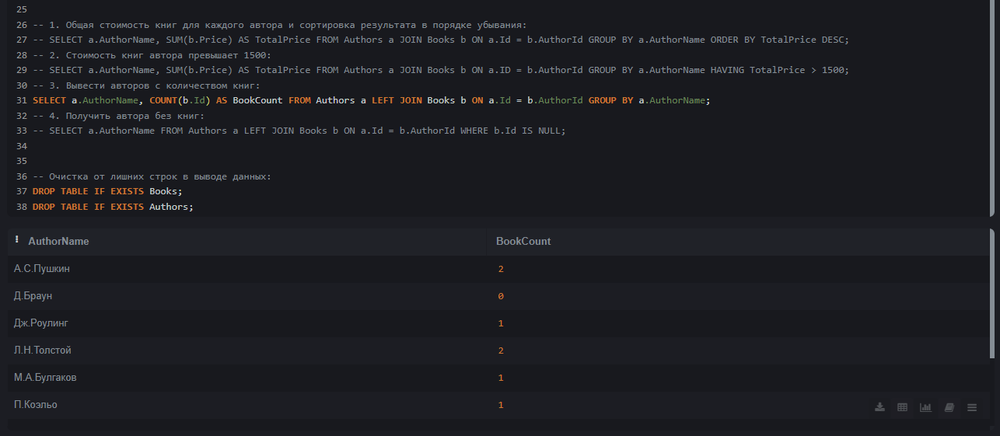 25
26 -- 1. Общая стоимость книг для каждого автора и сортировка результата в порядке убывания:
27 -- SELECT a.AuthorName, SUM(b.Price) AS TotalPrice FROM Authors a JOIN Books b ON a.Id = b.AuthorId GROUP BY a.AuthorName ORDER BY TotalPrice DESC;
28 -- 2. Стоимость книг автора превышает 1500:
29 -- SELECT a.AuthorName, SUM(b.Price) AS TotalPrice FROM Authors a JOIN Books b ON a.ID = b.AuthorId GROUP BY a.AuthorName HAVING TotalPrice > 1500;
30 -- 3. Вывести авторов с количеством книг:
31 SELECT a.AuthorName, COUNT(b.Id) AS BookCount FROM Authors a LEFT JOIN Books b ON a.Id = b.AuthorId GROUP BY a.AuthorName;
32 -- 4. Получить автора без книг:
33 -- SELECT a.AuthorName FROM Authors a LEFT JOIN Books b ON a.Id = b.AuthorId WHERE b.Id IS NULL;
34
35
36 -- Очистка от лишних строк в выводе данных:
37 DROP TABLE IF EXISTS Books;
38 DROP TABLE IF EXISTS Authors;
AuthorName BookCount
А.С.Пушкин 2
Д.Браун 0
Дж.Роулинг 1
Л.Н.Толстой 2
М.А.Булгаков 1
П.Коэльо 1